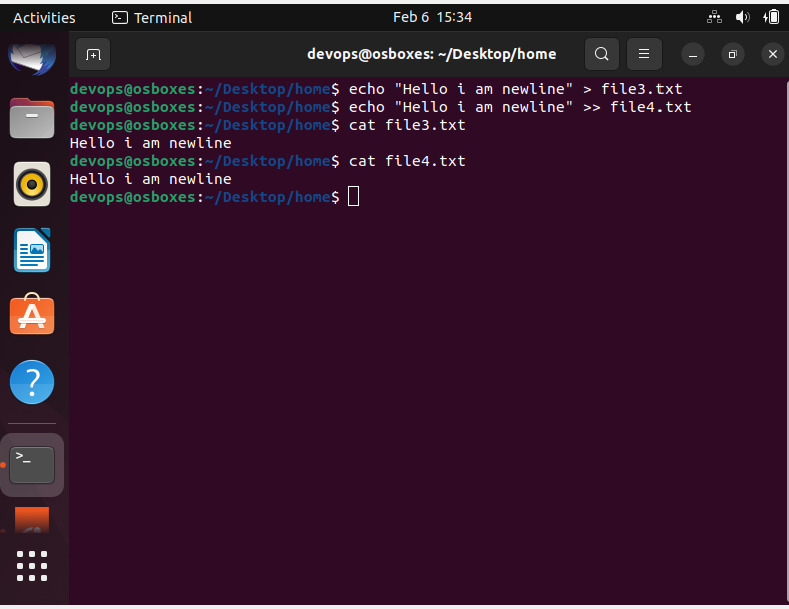 Activities Terminal Feb 6 15:34
devops@osboxes: ~/Desktop/home
devops@osboxes:~/Desktop/home$ echo "Hello i am newline" > file3.txt
devops@osboxes:~/Desktop/home$ echo "Hello i am newline" >> file4.txt
devops@osboxes:~/Desktop/home$ cat file3.txt
Hello i am newline
devops@osboxes:~/Desktop/home$ cat file4.txt
Hello i am newline
devops@osboxes:~/Desktop/home$